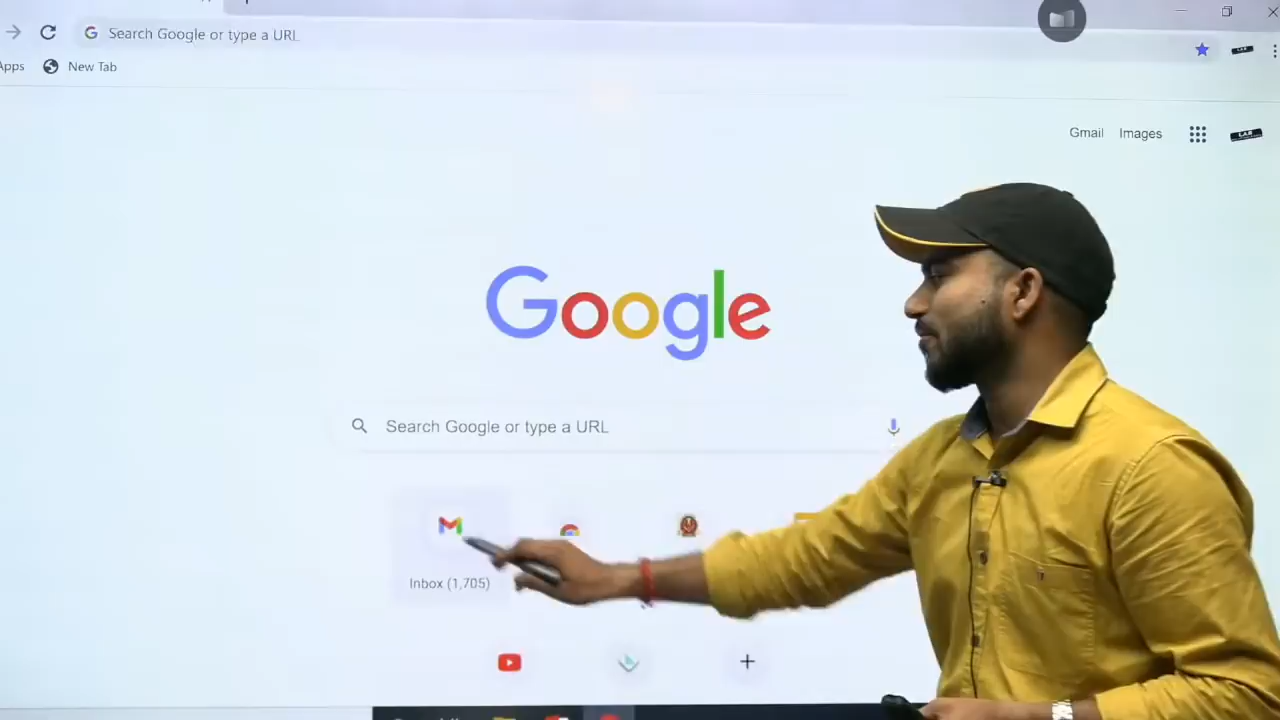 Search Google or type a URL
Apps
New Tab
Gmail
Images
Google
Search Google or type a URL
Inbox (1,705)